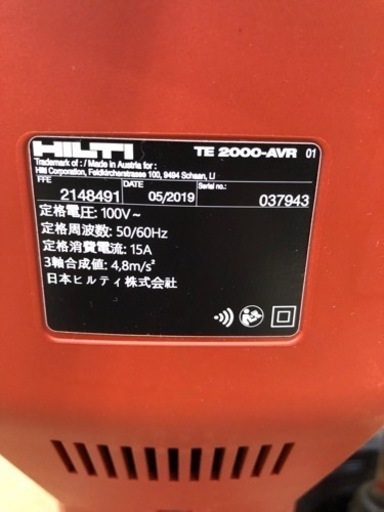 HILTI TE 2000-AVR 01
Trademark of : / Made in Austria for :
Hilti Corporation, Feldkircherstrasse 100, 9494 Schaan, LI
FFE 2148491 DATE 05/2019 Serial no.: 037943
定格電圧: 100V~
定格周波数: 50/60Hz
定格消費電流: 15A
3軸合成値: 4,8m/s²
日本ヒルティ株式会社